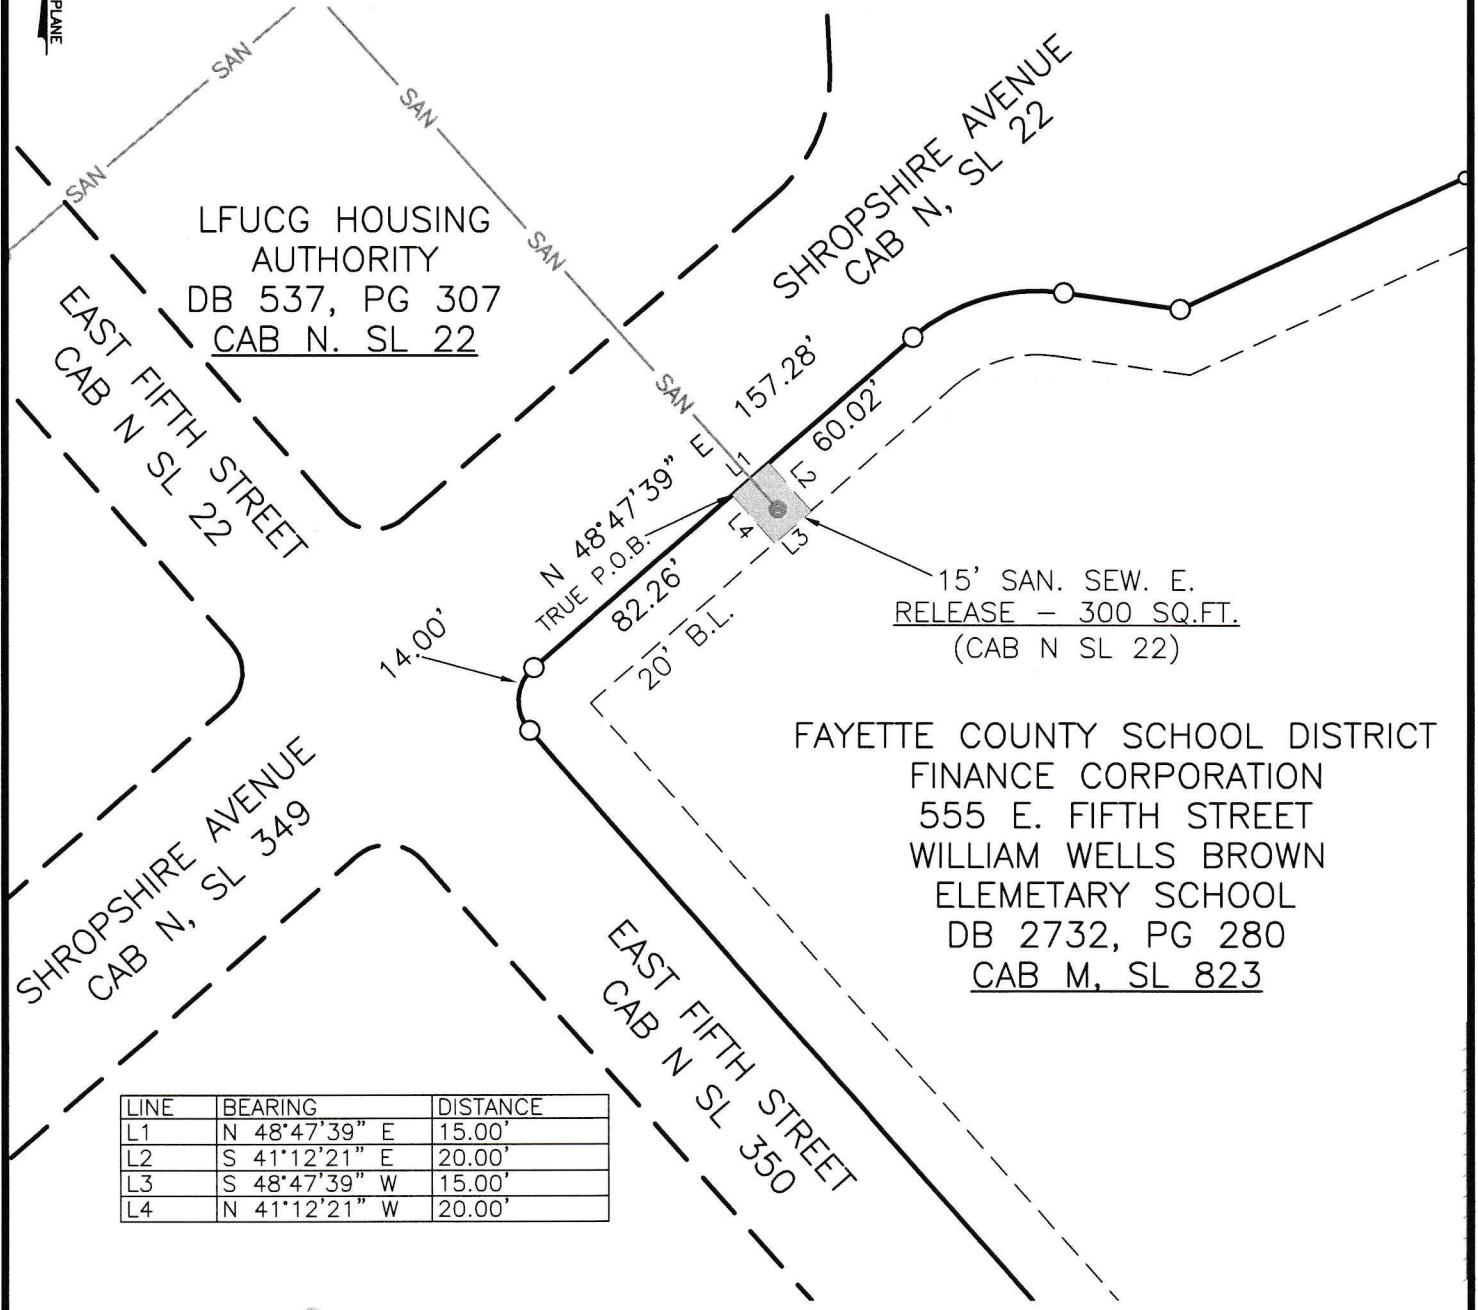 PLANE
SAN
SAN
SAN
SAN
SAN
LFUCG HOUSING
AUTHORITY
DB 537, PG 307
CAB N. SL 22
SHROPSHIRE AVENUE
CAB N, SL 22
EAST FIFTH STREET
CAB N SL 22
157.28'
60.02'
N 48°47'39" E
TRUE P.O.B.
82.26'
L1
L2
L3
L4
20' B.L.
14.00'
15' SAN. SEW. E.
RELEASE – 300 SQ.FT.
(CAB N SL 22)
FAYETTE COUNTY SCHOOL DISTRICT
FINANCE CORPORATION
555 E. FIFTH STREET
WILLIAM WELLS BROWN
ELEMETARY SCHOOL
DB 2732, PG 280
CAB M, SL 823
SHROPSHIRE AVENUE
CAB N, SL 349
EAST FIFTH STREET
CAB N SL 350
LINE BEARING DISTANCE
L1 N 48°47'39" E 15.00'
L2 S 41°12'21" E 20.00'
L3 S 48°47'39" W 15.00'
L4 N 41°12'21" W 20.00'